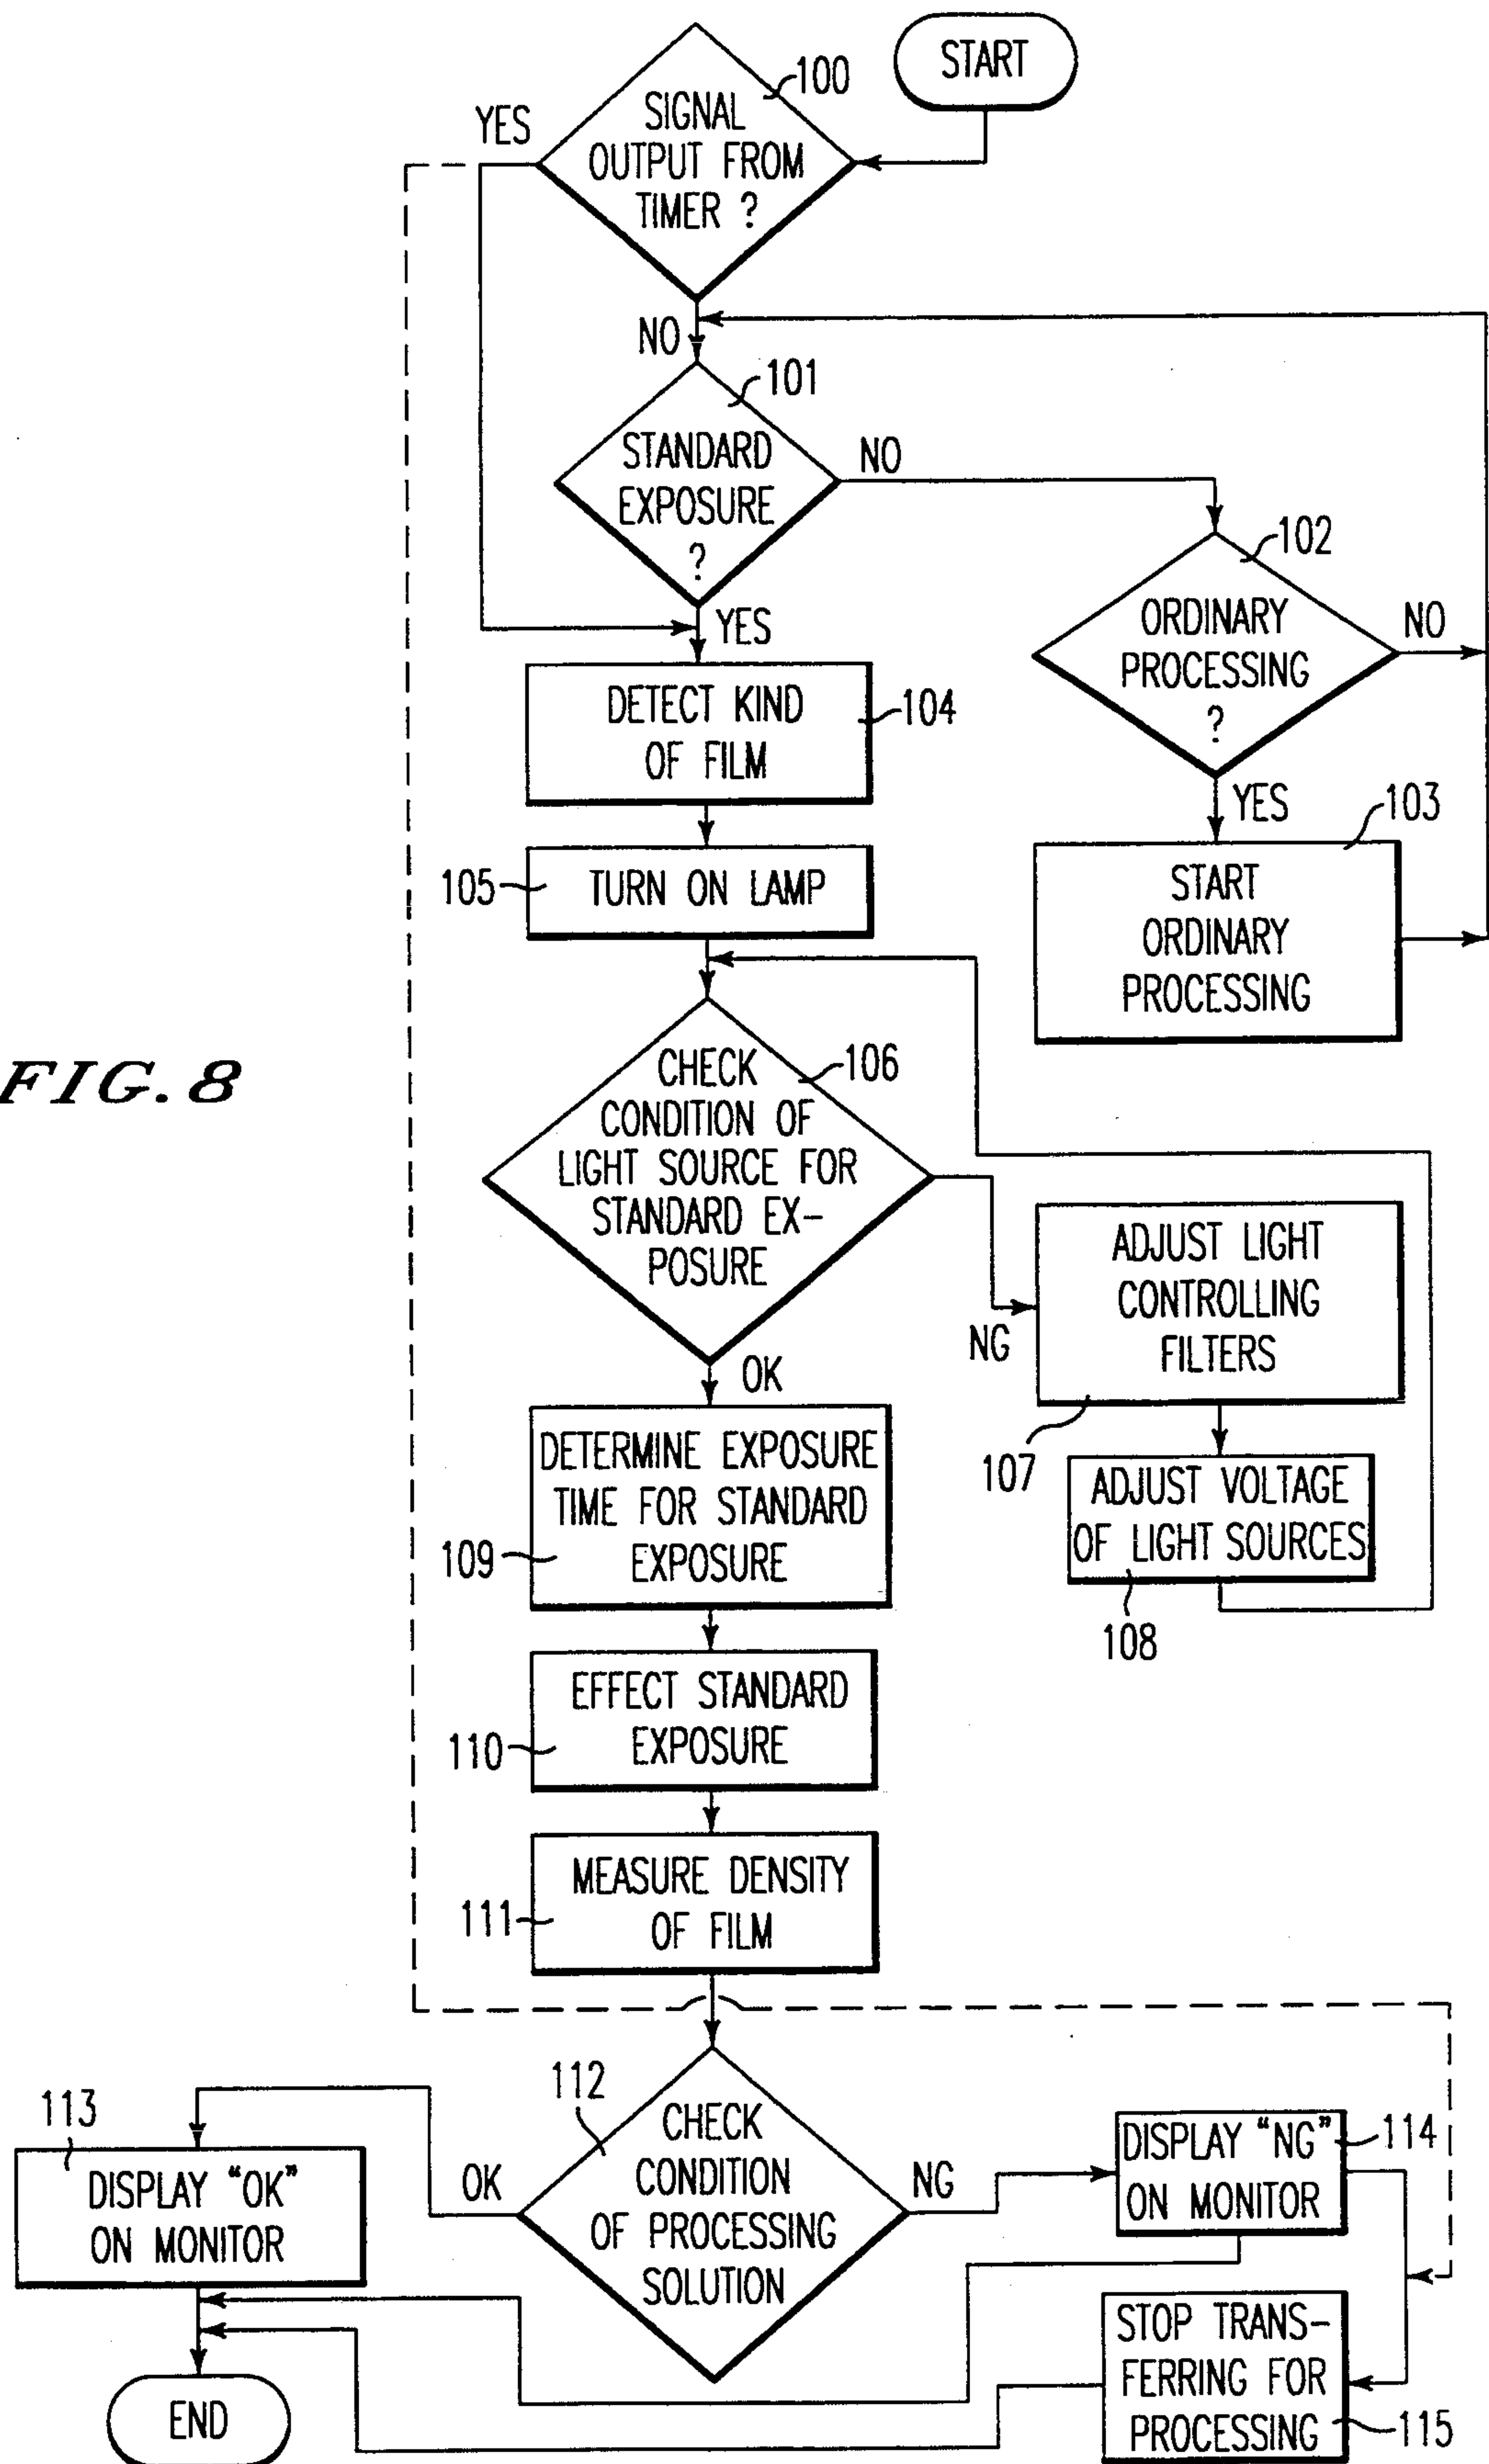 START
100
SIGNAL
OUTPUT FROM
TIMER ?
YES
NO
101
STANDARD
EXPOSURE
?
NO
YES
102
ORDINARY
PROCESSING
?
NO
YES
103
START
ORDINARY
PROCESSING
DETECT KIND
OF FILM
104
105
TURN ON LAMP
FIG. 8
CHECK
CONDITION OF
LIGHT SOURCE FOR
STANDARD EX-
POSURE
106
NG
OK
ADJUST LIGHT
CONTROLLING
FILTERS
107
ADJUST VOLTAGE
OF LIGHT SOURCES
108
DETERMINE EXPOSURE
TIME FOR STANDARD
EXPOSURE
109
EFFECT STANDARD
EXPOSURE
110
MEASURE DENSITY
OF FILM
111
112
CHECK
CONDITION
OF PROCESSING
SOLUTION
OK
NG
113
DISPLAY "OK"
ON MONITOR
DISPLAY "NG"
ON MONITOR
114
STOP TRANS-
FERRING FOR
PROCESSING
115
END